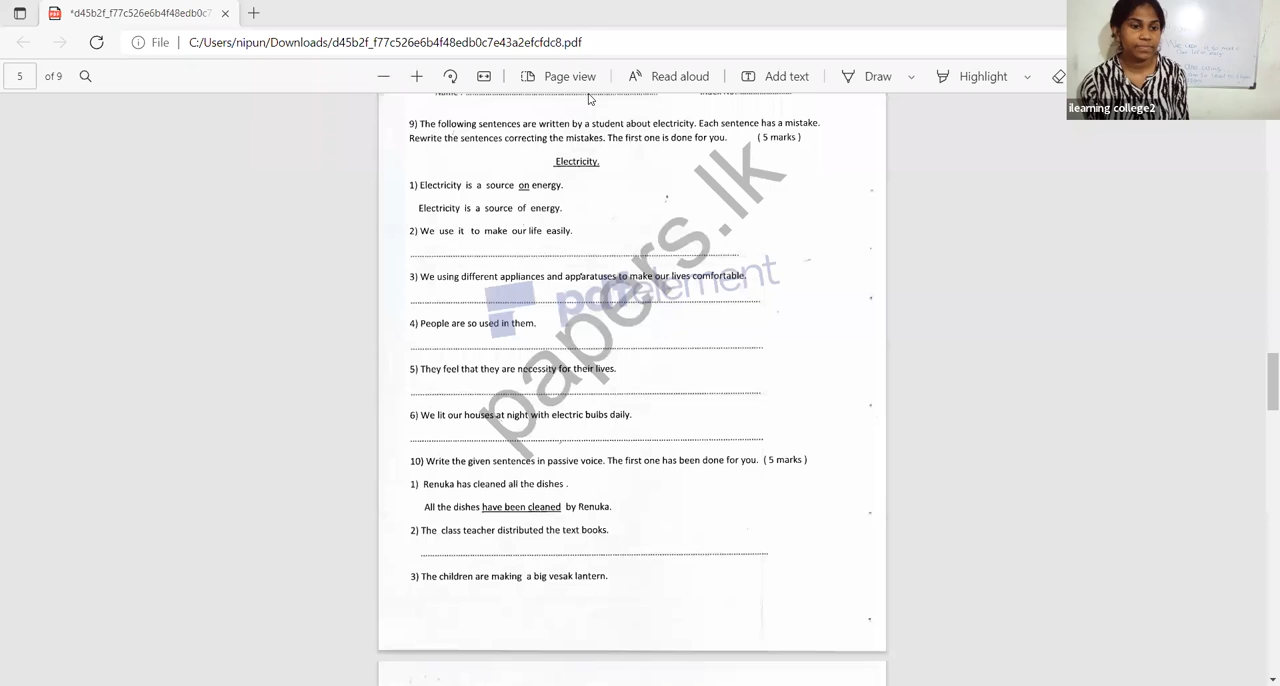 *d45b2f_f77c526e6b4f48edb0c7
File C:/Users/nipun/Downloads/d45b2f_f77c526e6b4f48edb0c7e43a2efcfdc8.pdf
5 of 9 Page view Read aloud Add text Draw Highlight
ilearning college2
We use it to make
9) The following sentences are written by a student about electricity. Each sentence has a mistake.
Rewrite the sentences correcting the mistakes. The first one is done for you. ( 5 marks )
Electricity.
1) Electricity is a source on energy.
Electricity is a source of energy.
2) We use it to make our life easily.
3) We using different appliances and apparatuses to make our lives comfortable.
4) People are so used in them.
5) They feel that they are necessity for their lives.
6) We lit our houses at night with electric bulbs daily.
10) Write the given sentences in passive voice. The first one has been done for you. ( 5 marks )
1) Renuka has cleaned all the dishes .
All the dishes have been cleaned by Renuka.
2) The class teacher distributed the text books.
3) The children are making a big vesak lantern.
papers.lk
pdfelement